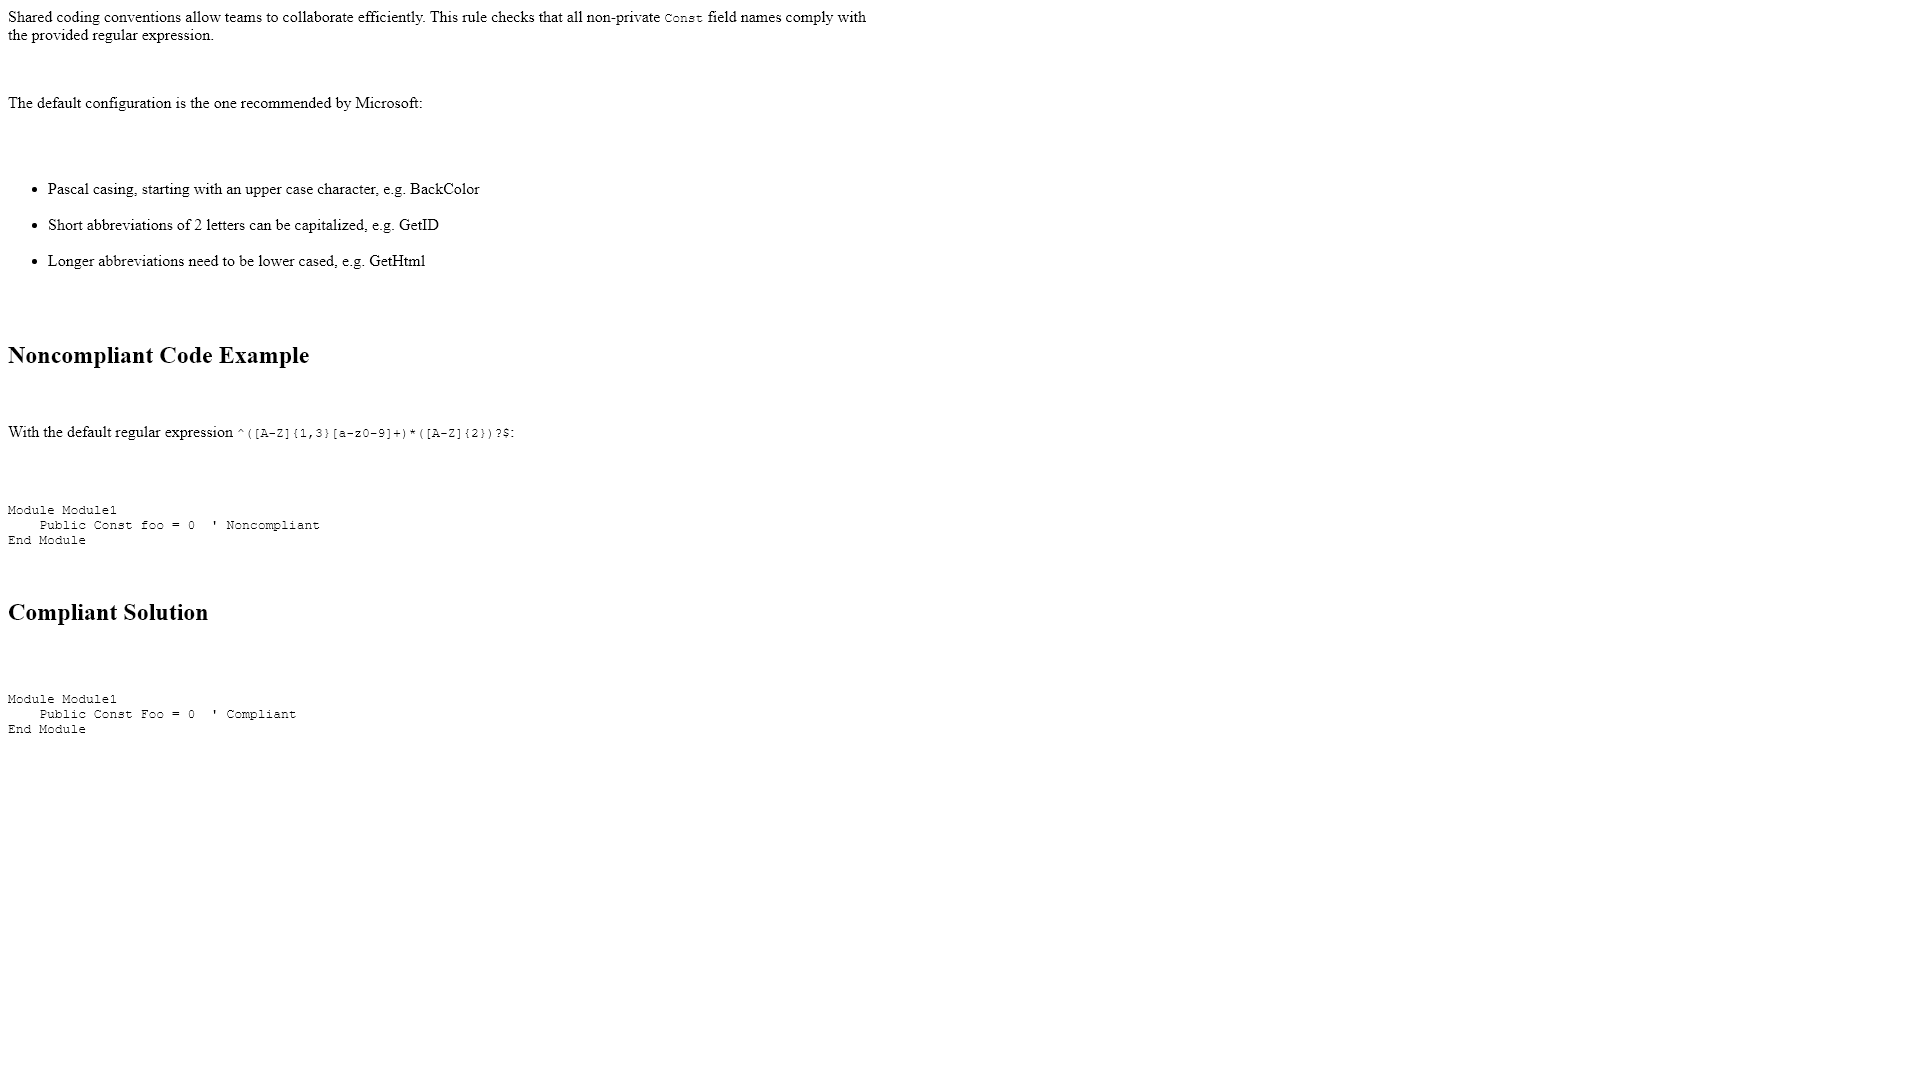 Shared coding conventions allow teams to collaborate efficiently. This rule checks that all non-private Const field names comply with
the provided regular expression.
The default configuration is the one recommended by Microsoft:
• Pascal casing, starting with an upper case character, e.g. BackColor
• Short abbreviations of 2 letters can be capitalized, e.g. GetID
• Longer abbreviations need to be lower cased, e.g. GetHtml
Noncompliant Code Example
With the default regular expression ^([A-Z]{1,3}[a-z0-9]+)*([A-Z]{2})?$:
Module Module1
    Public Const foo = 0  ' Noncompliant
End Module
Compliant Solution
Module Module1
    Public Const Foo = 0  ' Compliant
End Module